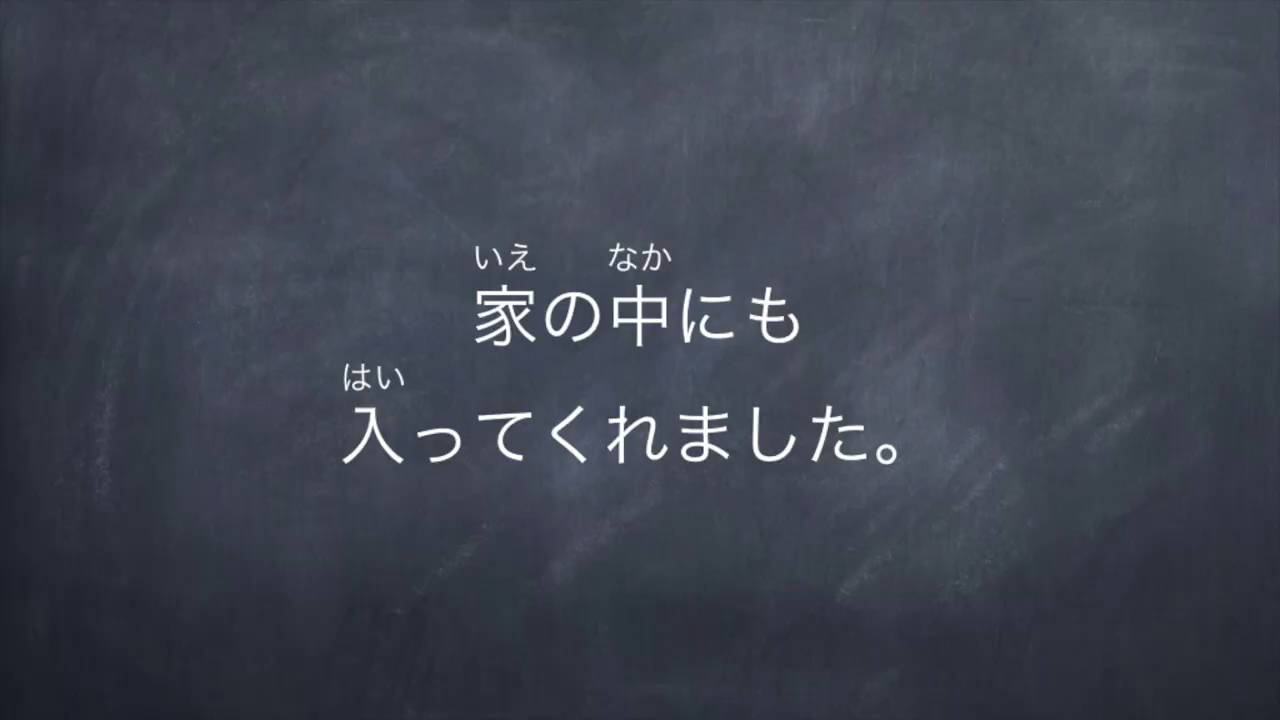 いえ なか
家の中にも
はい
入ってくれました。